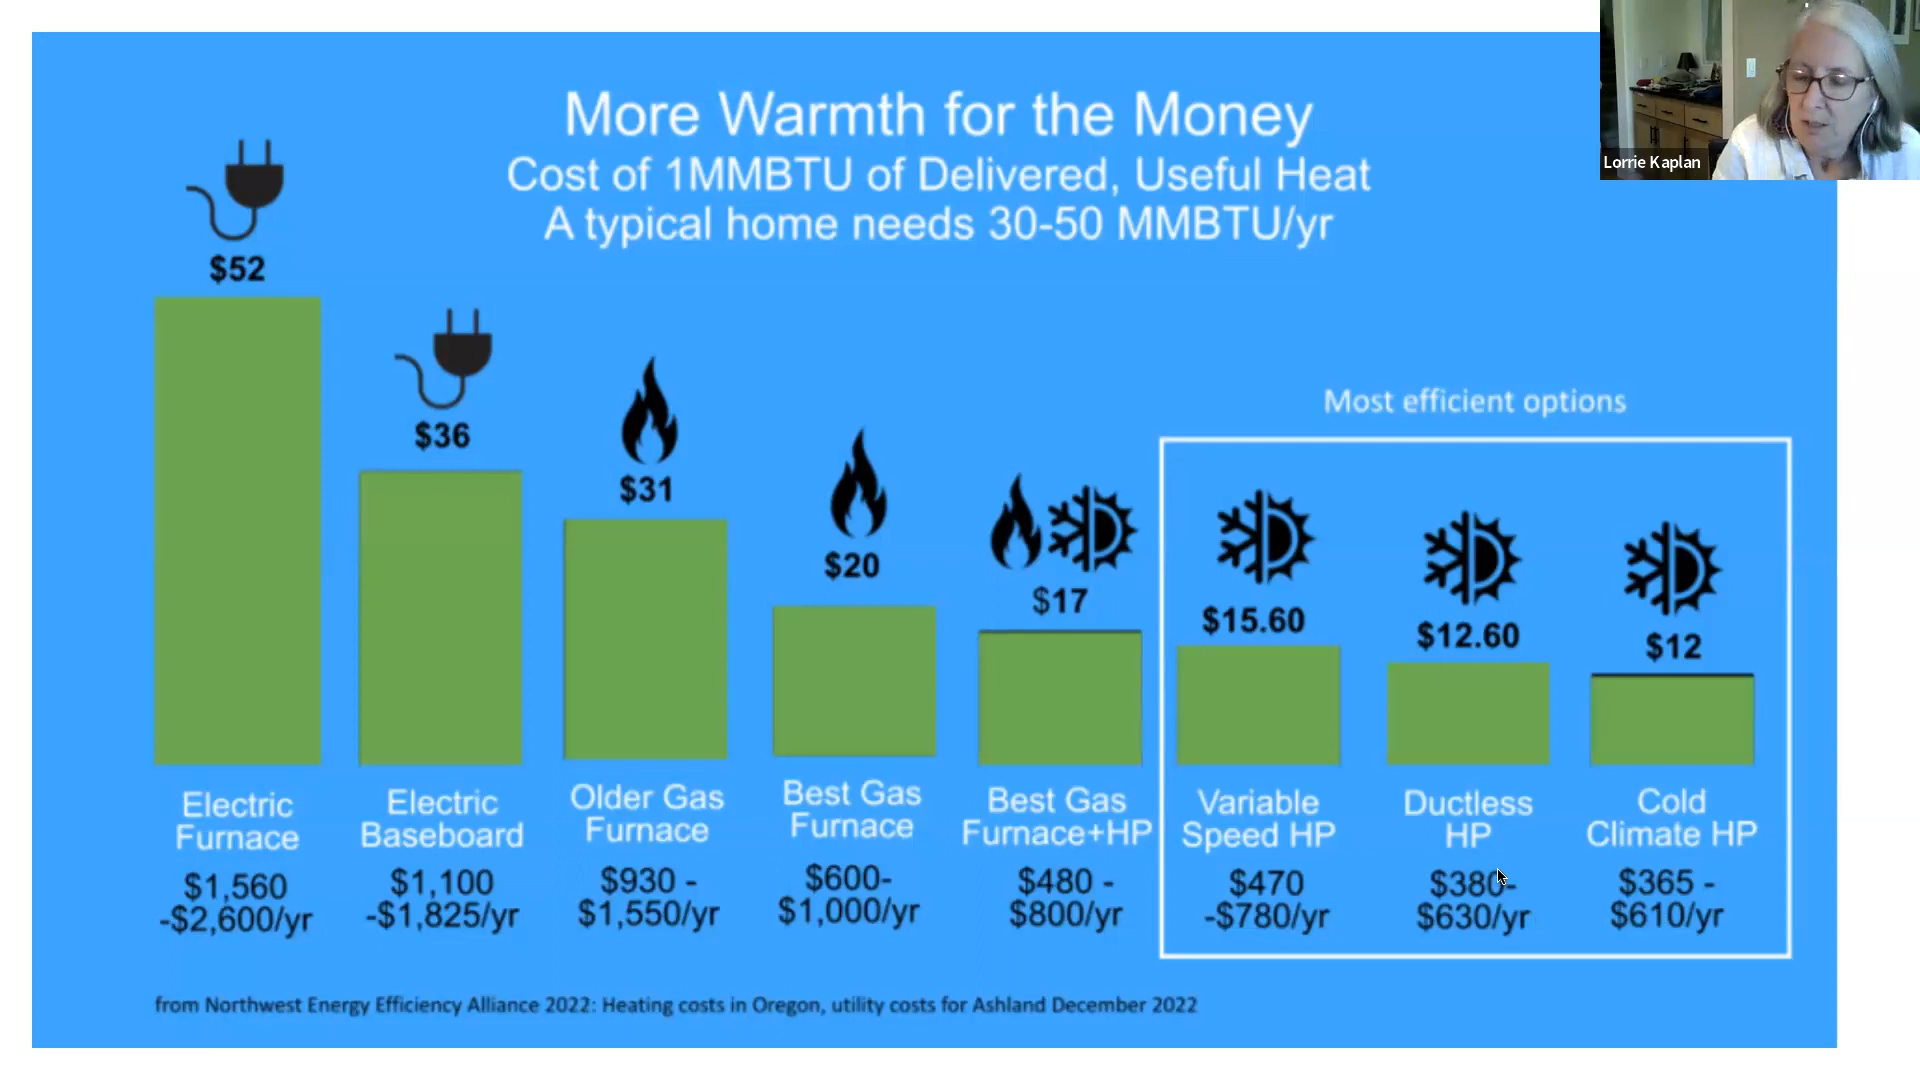 More Warmth for the Money
Cost of 1MMBTU of Delivered, Useful Heat
A typical home needs 30-50 MMBTU/yr
Lorrie Kaplan
$52
$36
$31
$20
$17
Most efficient options
$15.60
$12.60
$12
Electric
Furnace
$1,560
-$2,600/yr
Electric
Baseboard
$1,100
-$1,825/yr
Older Gas
Furnace
$930 -
$1,550/yr
Best Gas
Furnace
$600-
$1,000/yr
Best Gas
Furnace+HP
$480 -
$800/yr
Variable
Speed HP
$470
-$780/yr
Ductless
HP
$380-
$630/yr
Cold
Climate HP
$365 -
$610/yr
from Northwest Energy Efficiency Alliance 2022: Heating costs in Oregon, utility costs for Ashland December 2022